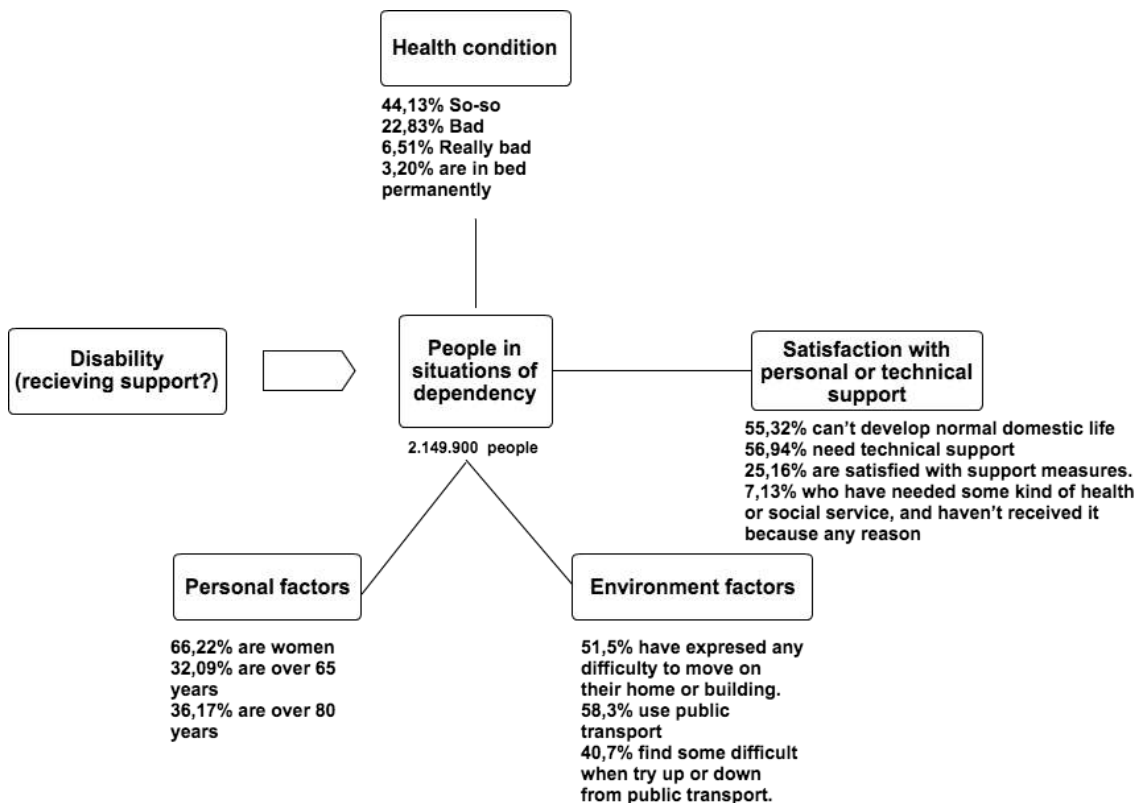 Health condition
44,13% So-so
22,83% Bad
6,51% Really bad
3,20% are in bed
permanently
Disability
(recieving support?)
People in
situations of
dependency
2.149.900 people
Satisfaction with
personal or technical
support
55,32% can't develop normal domestic life
56,94% need technical support
25,16% are satisfied with support measures.
7,13% who have needed some kind of health
or social service, and haven't received it
because any reason
Personal factors
66,22% are women
32,09% are over 65
years
36,17% are over 80
years
Environment factors
51,5% have expresed any
difficulty to move on
their home or building.
58,3% use public
transport
40,7% find some difficult
when try up or down
from public transport.